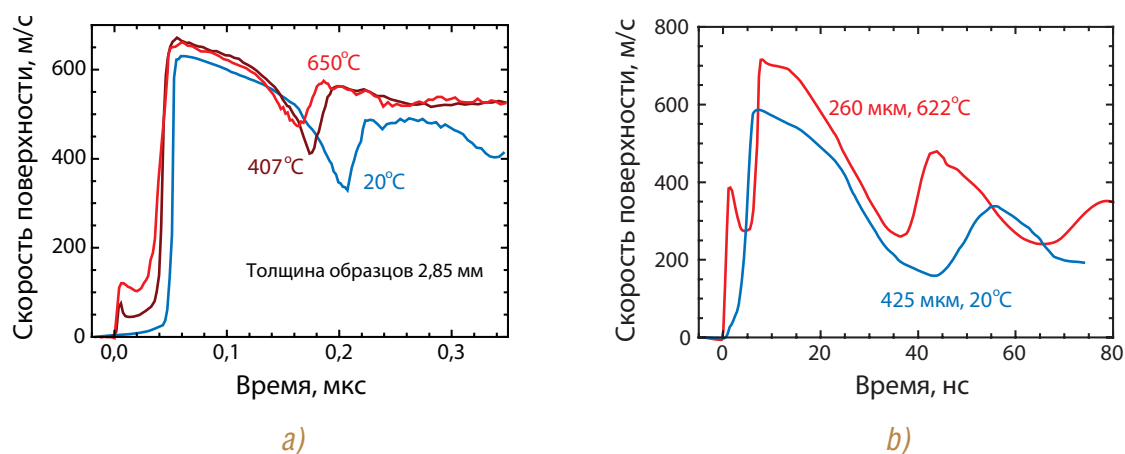 Скорость поверхности, м/с
600
400
200
0
0,0
0,1
0,2
0,3
650°C
407°C
20°C
Толщина образцов 2,85 мм
Время, мкс
a)
Скорость поверхности, м/с
800
600
400
200
0
0
20
40
60
80
260 мкм, 622°C
425 мкм, 20°C
Время, нс
b)